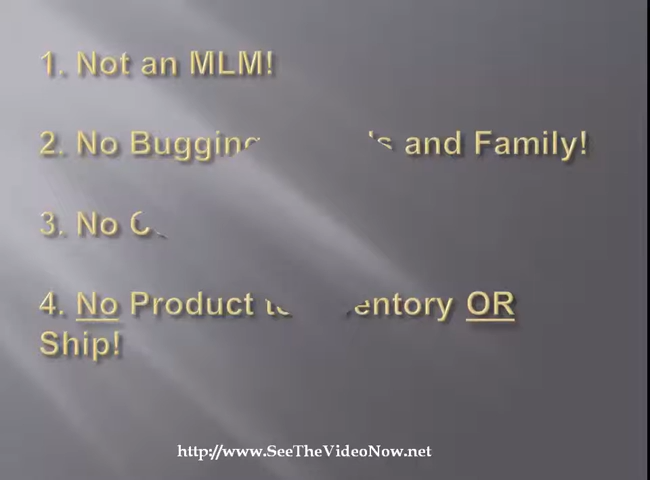 1. Not an MLM!
2. No Bugging and Family!
3. No
4. No Product entory OR
Ship!
http://www.SeeTheVideoNow.net